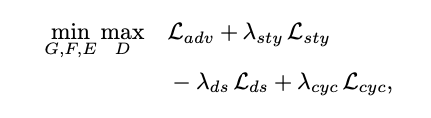 min max ℒ_adv + λ_sty ℒ_sty
G,F,E D
− λ_ds ℒ_ds + λ_cyc ℒ_cyc,